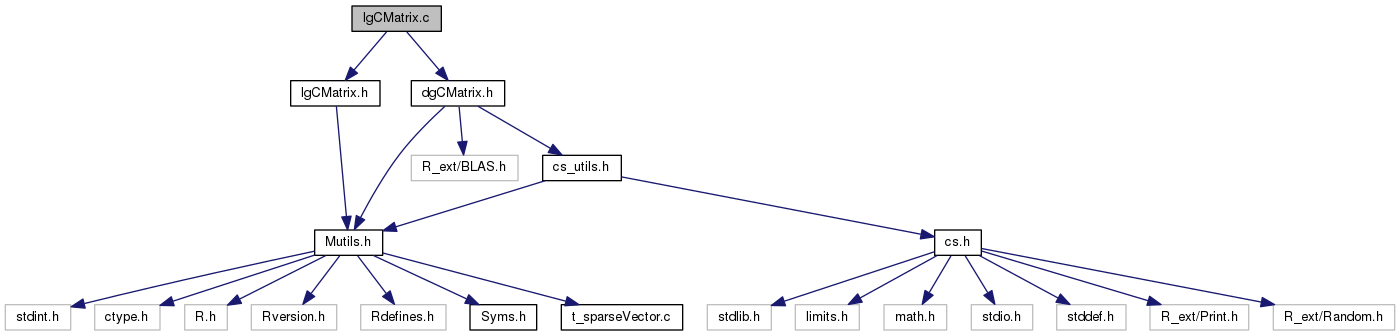 lgCMatrix.c
lgCMatrix.h
dgCMatrix.h
R_ext/BLAS.h
cs_utils.h
Mutils.h
cs.h
stdint.h
ctype.h
R.h
Rversion.h
Rdefines.h
Syms.h
t_sparseVector.c
stdlib.h
limits.h
math.h
stdio.h
stddef.h
R_ext/Print.h
R_ext/Random.h